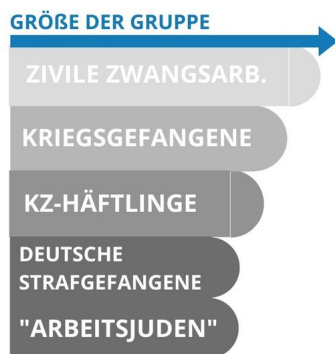 GRÖßE DER GRUPPE
ZIVILE ZWANGSARB.
KRIEGSGEFANGENE
KZ-HÄFTLINGE
DEUTSCHE
STRAFGEFANGENE
"ARBEITSJUDEN"